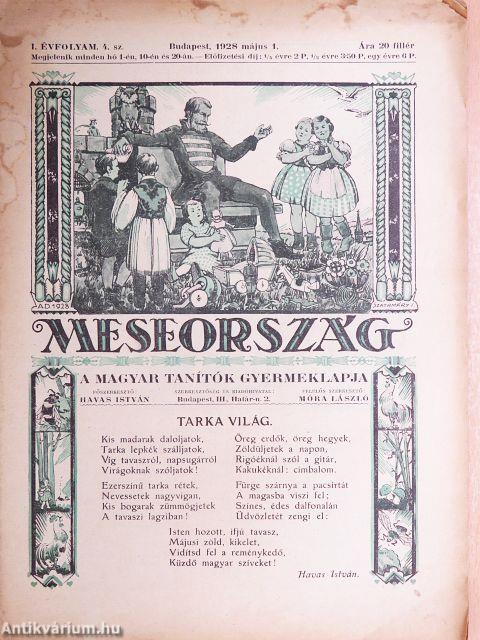 I. ÉVFOLYAM, 4. sz. Budapest, 1928 május 1. Ára 20 fillér
Megjelenik minden hó 1-én, 10-én és 20-án. — Előfizetési díj: 1/4 évre 2 P, 1/2 évre 3·50 P, egy évre 6 P.
A.D. 1928
SZATHMÁRY I.
MESEORSZÁG
A MAGYAR TANÍTÓK GYERMEKLAPJA
FŐSZERKESZTŐ:
HAVAS ISTVÁN
SZERKESZTŐSÉG ÉS KIADÓHIVATAL:
Budapest, III., Határ-u. 2.
FELELŐS SZERKESZTŐ:
MÓRA LÁSZLÓ
TARKA VILÁG.
Kis madarak daloljatok,
Tarka lepkék szálljatok,
Víg tavaszról, napsugárról
Virágoknak szóljatok!
Ezerszínű tarka rétek,
Nevessetek nagyvígan,
Kis bogarak zümmögjetek
A tavaszi lagziban!
Öreg erdők, öreg hegyek,
Zöldüljetek a napon,
Rigóéknál szól a gitár,
Kakukéknál: cimbalom.
Fürge szárnya a pacsirtát
A magasba viszi fel;
Színes, édes dalfonalán
Üdvözletét zengi el:
Isten hozott, ifjú tavasz,
Májusi zöld, kikelet,
Vidítsd fel a reménykedő,
Küzdő magyar szíveket!
Havas István.
Antikvárium.hu